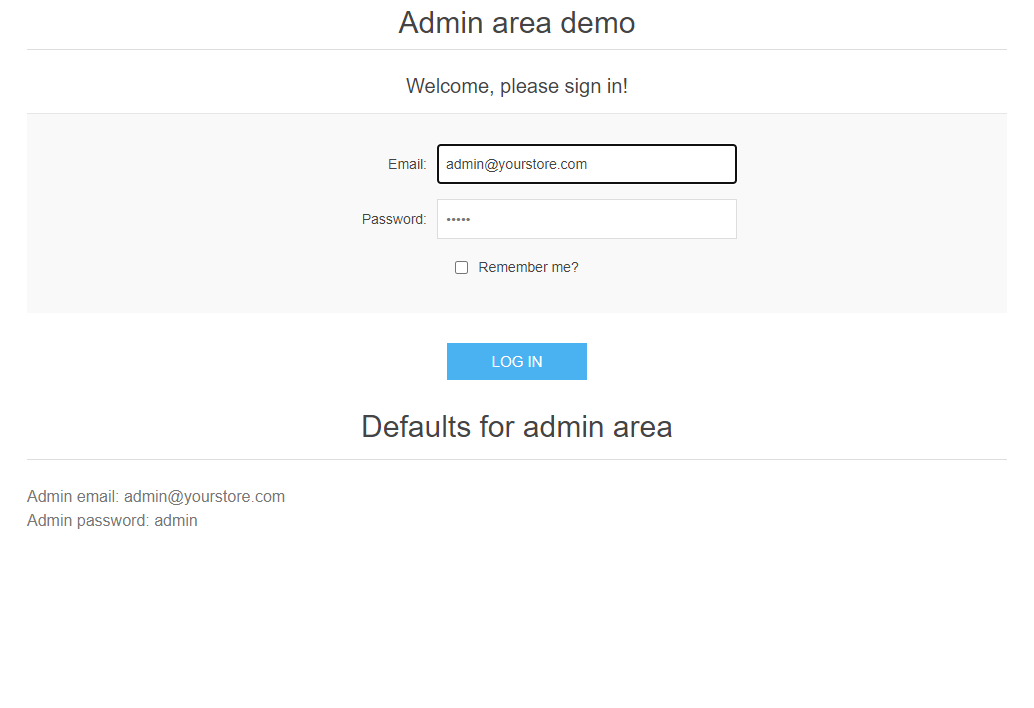 Admin area demo
Welcome, please sign in!
Email: admin@yourstore.com
Password: •••••
Remember me?
LOG IN
Defaults for admin area
Admin email: admin@yourstore.com
Admin password: admin